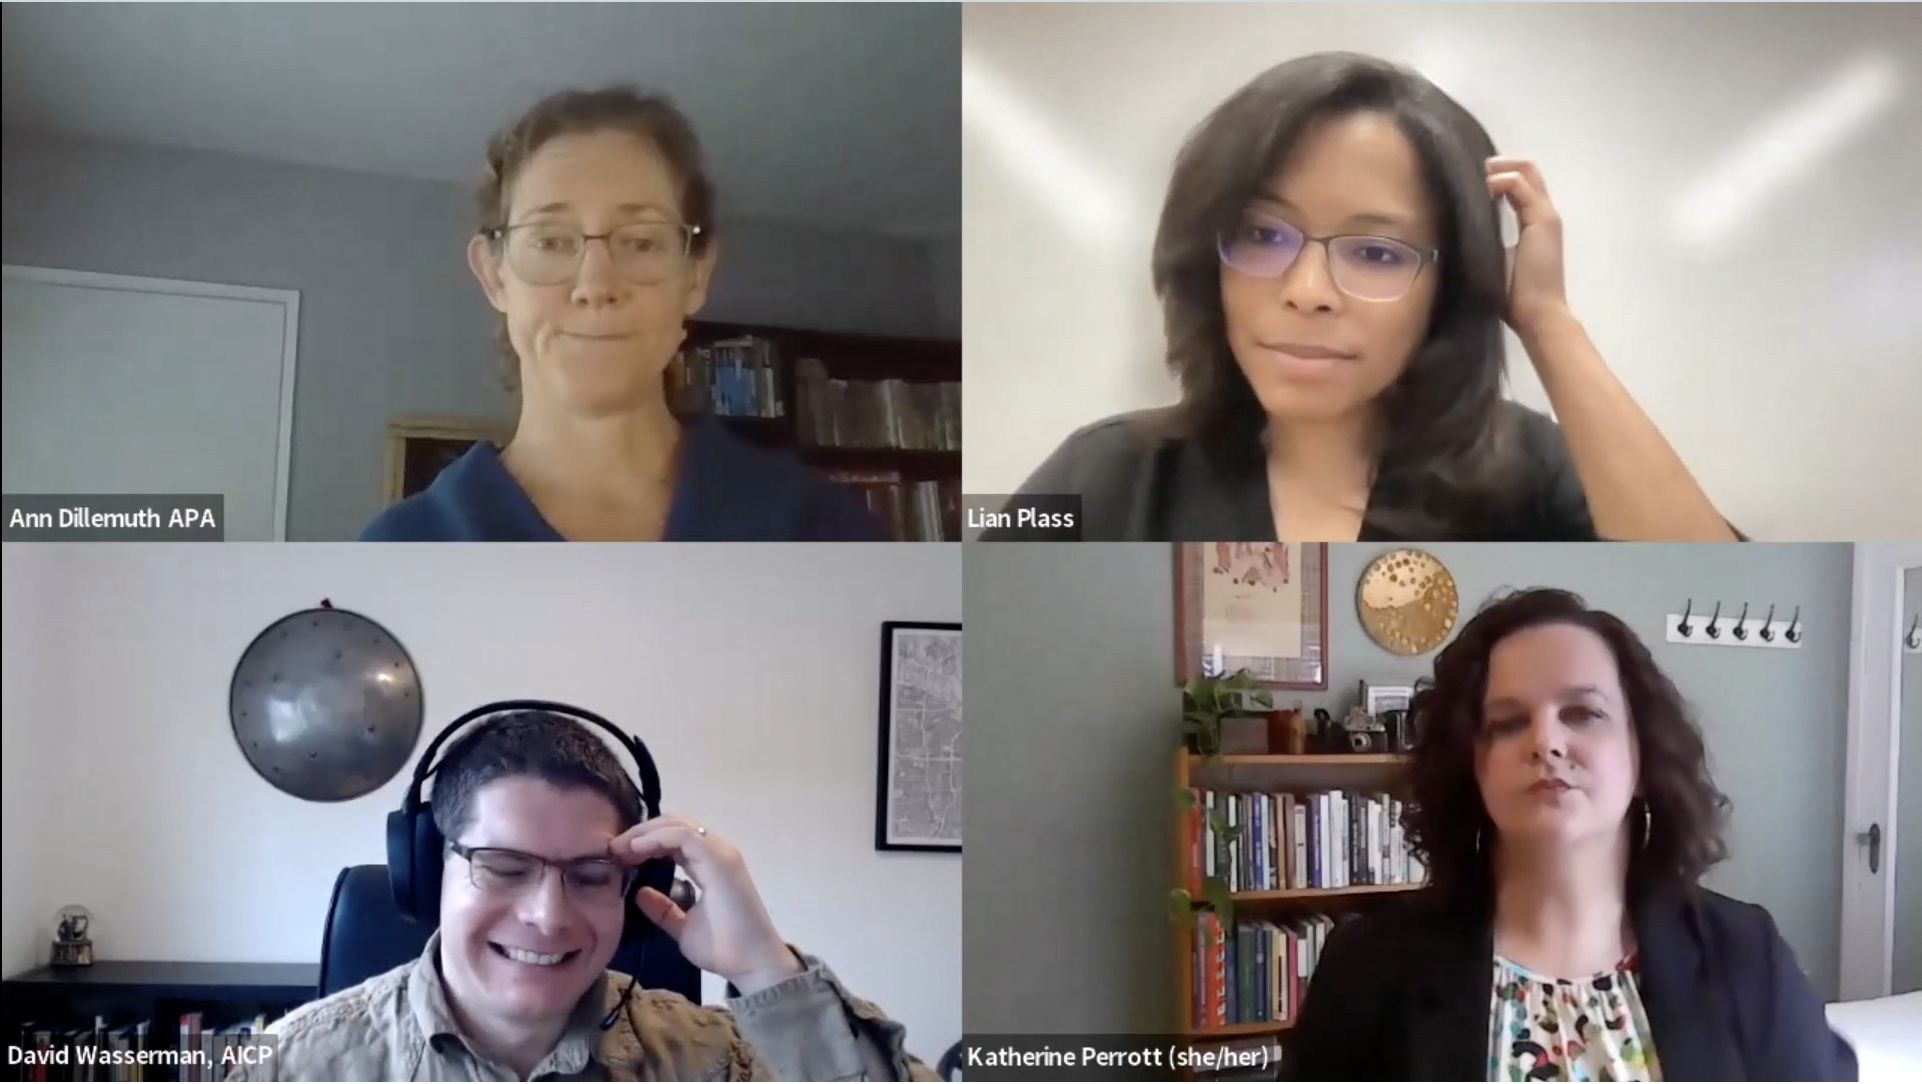 Ann Dillemuth APA
Lian Plass
David Wasserman, AICP
Katherine Perrott (she/her)